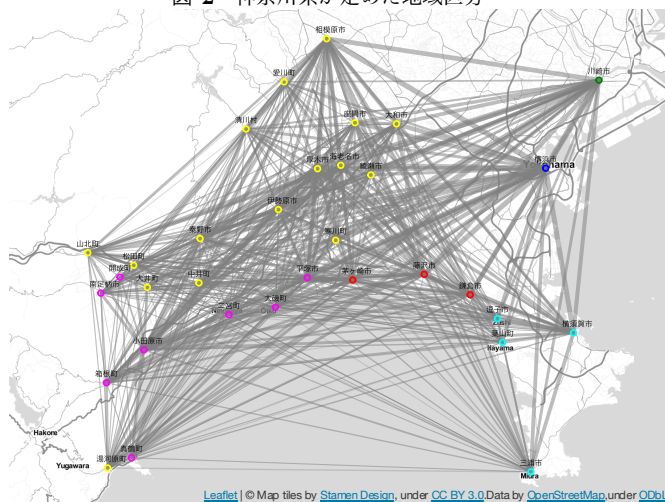 図 2 神奈川県が定めた地域区分
相模原市
川崎市
愛川町
清川村
座間市
大和市
厚木市
海老名市
綾瀬市
横浜市
伊勢原市
秦野市
寒川町
山北町
松田町
開成町
大井町
中井町
南足柄市
平塚市
茅ヶ崎市
藤沢市
鎌倉市
二宮町
大磯町
逗子市
葉山町
Hayama
横須賀市
小田原市
箱根町
Hakone
真鶴町
湯河原町
Yugawara
三浦市
Miura
Leaflet | © Map tiles by Stamen Design, under CC BY 3.0.Data by OpenStreetMap,under ODbL